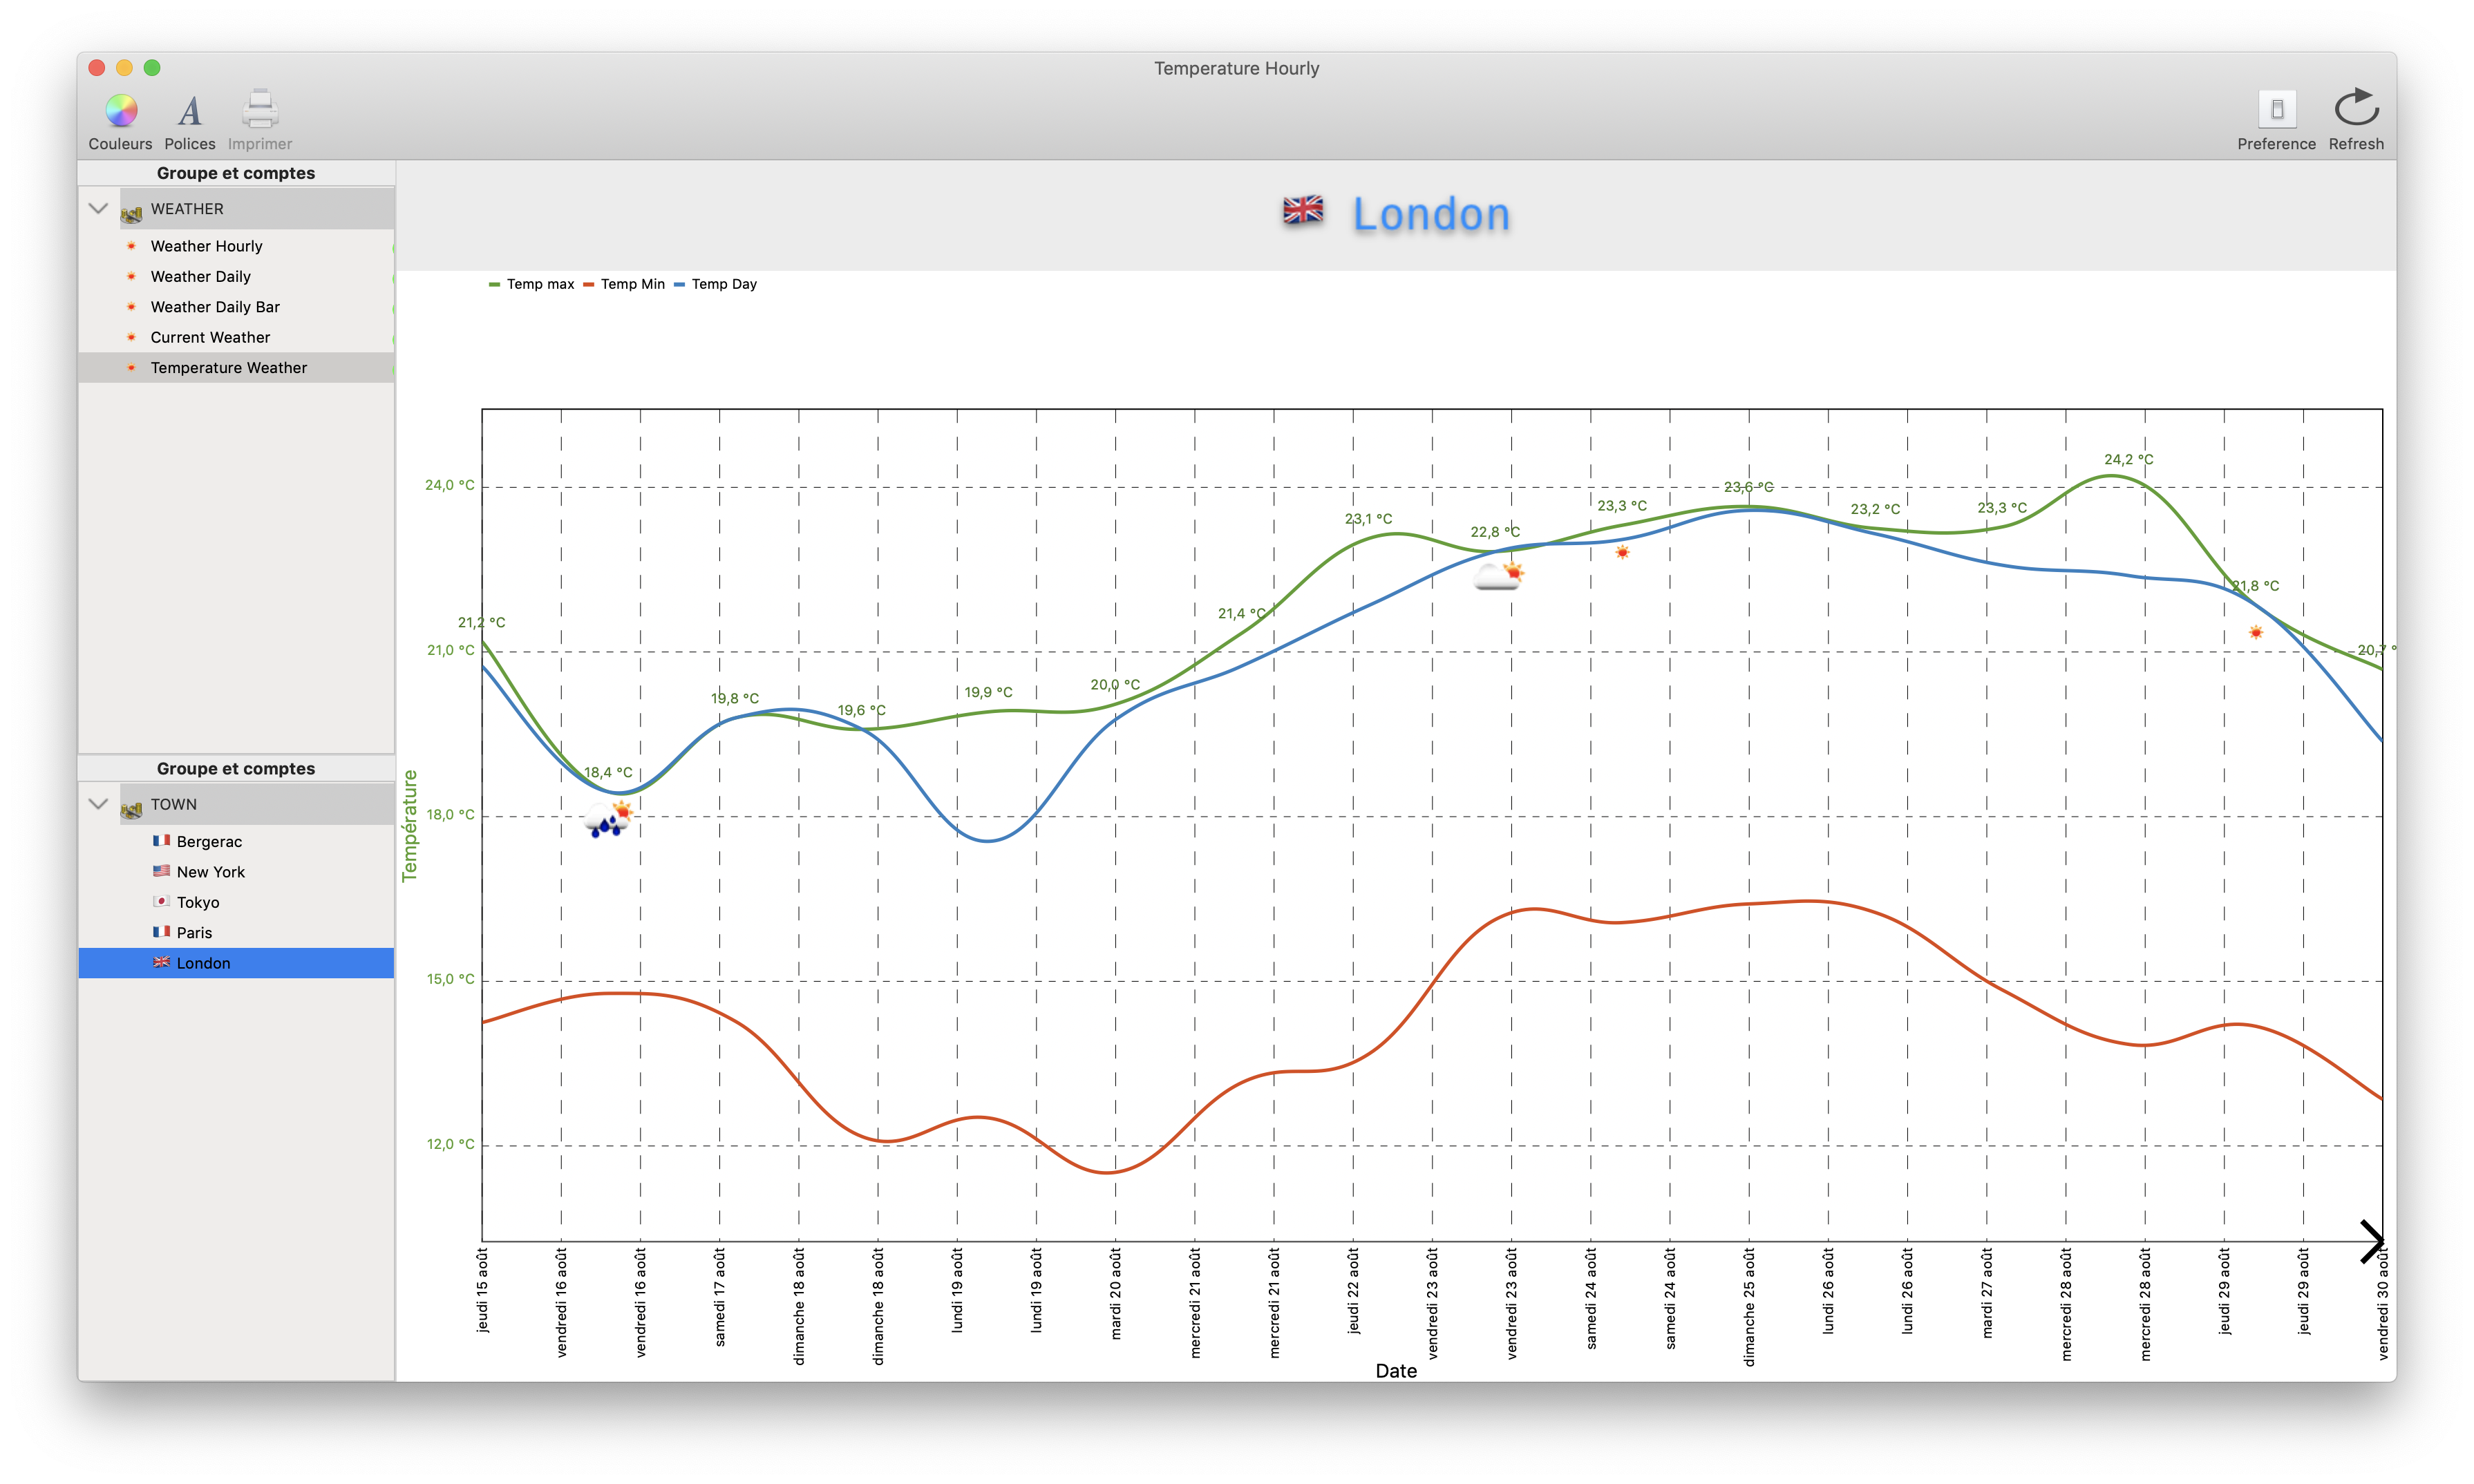 Temperature Hourly
Couleurs Polices Imprimer
Preference Refresh
Groupe et comptes
WEATHER
Weather Hourly
Weather Daily
Weather Daily Bar
Current Weather
Temperature Weather
Groupe et comptes
TOWN
Bergerac
New York
Tokyo
Paris
London
London
Temp max Temp Min Temp Day
24,0 °C
21,0 °C
18,0 °C
15,0 °C
12,0 °C
Température
21,2 °C
18,4 °C
19,8 °C
19,6 °C
19,9 °C
20,0 °C
21,4 °C
23,1 °C
22,8 °C
23,3 °C
23,6 °C
23,2 °C
23,3 °C
24,2 °C
21,8 °C
20,7 °
jeudi 15 août
vendredi 16 août
vendredi 16 août
samedi 17 août
dimanche 18 août
dimanche 18 août
lundi 19 août
lundi 19 août
mardi 20 août
mercredi 21 août
mercredi 21 août
jeudi 22 août
vendredi 23 août
vendredi 23 août
samedi 24 août
samedi 24 août
dimanche 25 août
lundi 26 août
lundi 26 août
mardi 27 août
mercredi 28 août
mercredi 28 août
jeudi 29 août
jeudi 29 août
vendredi 30 août
Date